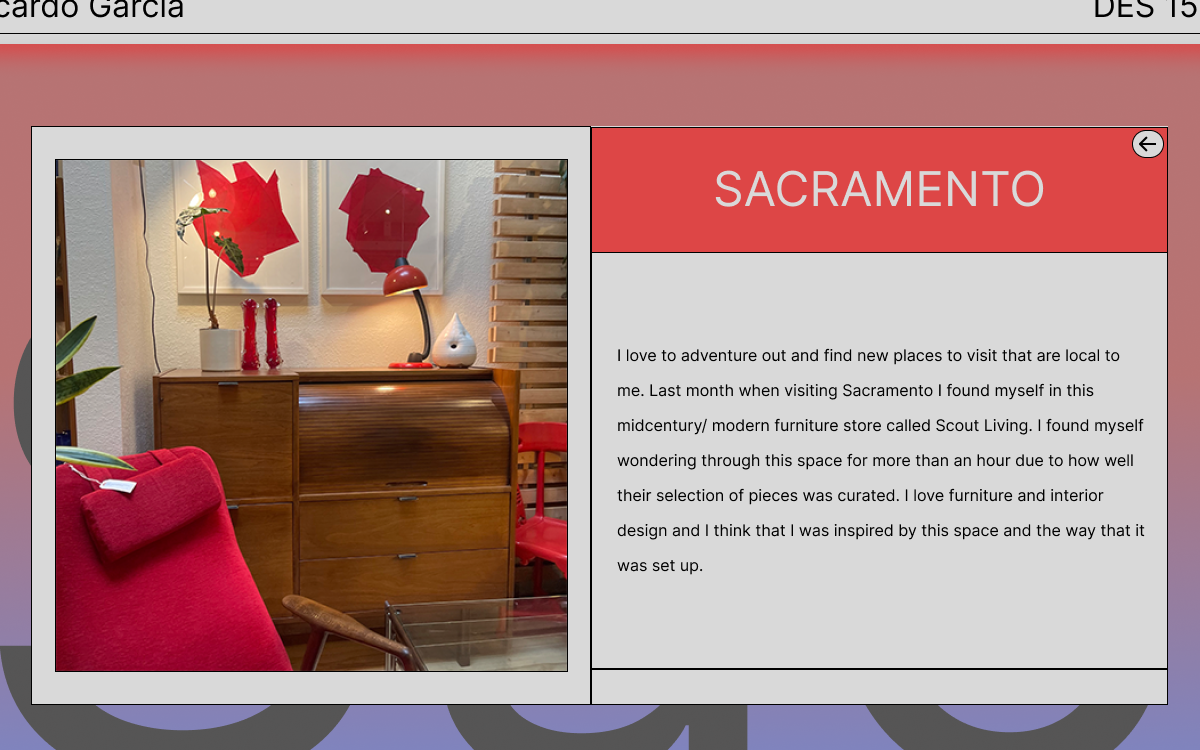 cardo Garcia
DES 15
SACRAMENTO
I love to adventure out and find new places to visit that are local to
me. Last month when visiting Sacramento I found myself in this
midcentury/ modern furniture store called Scout Living. I found myself
wondering through this space for more than an hour due to how well
their selection of pieces was curated. I love furniture and interior
design and I think that I was inspired by this space and the way that it
was set up.